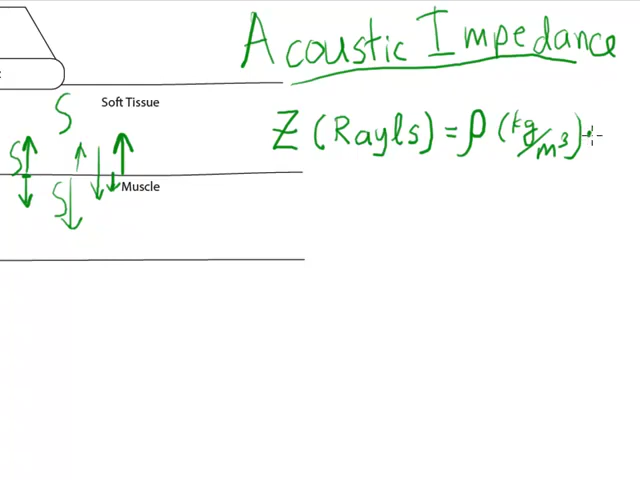 Acoustic Impedance
S
Soft Tissue
Z (Rayls) = ρ (kg/m³) ·
S
S
Muscle